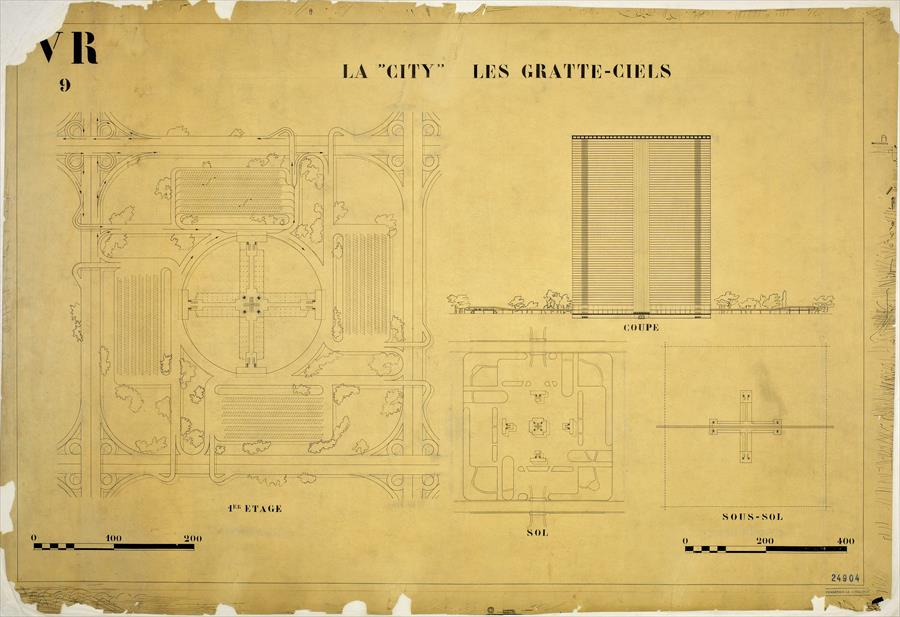 VR
9
LA "CITY" LES GRATTE-CIELS
COUPE
1ER ETAGE
SOL
SOUS-SOL
0 100 200
0 200 400
24904